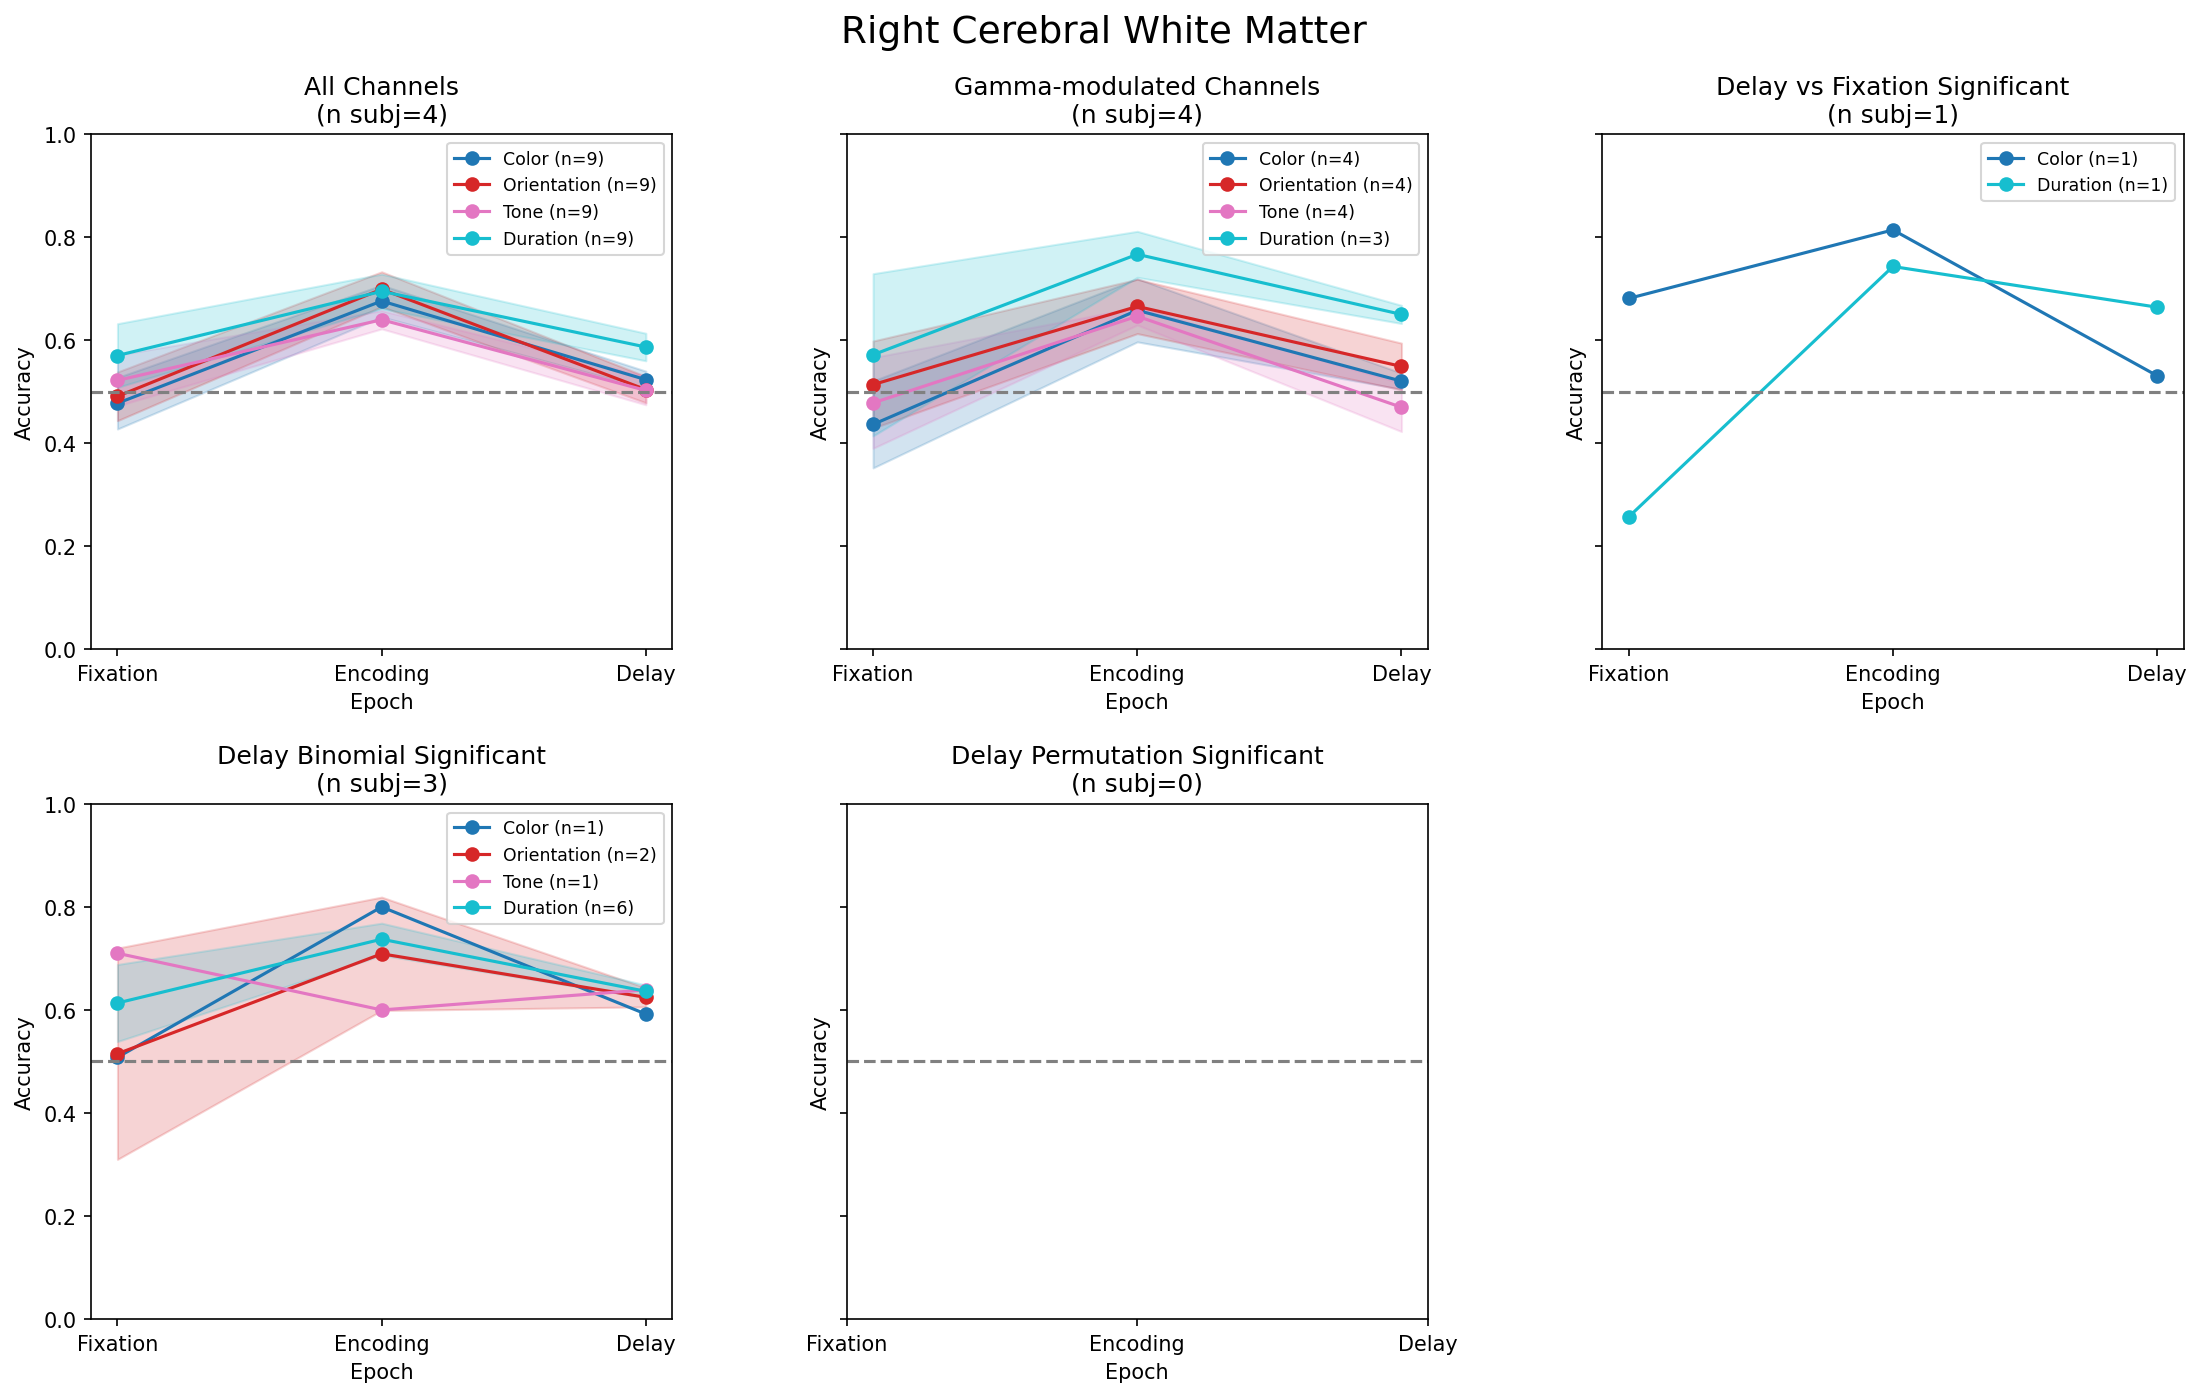 Right Cerebral White Matter
All Channels
(n subj=4)
Accuracy
1.0
0.8
0.6
0.4
0.2
0.0
Color (n=9)
Orientation (n=9)
Tone (n=9)
Duration (n=9)
Fixation
Encoding
Delay
Epoch
Gamma-modulated Channels
(n subj=4)
Accuracy
Color (n=4)
Orientation (n=4)
Tone (n=4)
Duration (n=3)
Fixation
Encoding
Delay
Epoch
Delay vs Fixation Significant
(n subj=1)
Accuracy
Color (n=1)
Duration (n=1)
Fixation
Encoding
Delay
Epoch
Delay Binomial Significant
(n subj=3)
Accuracy
1.0
0.8
0.6
0.4
0.2
0.0
Color (n=1)
Orientation (n=2)
Tone (n=1)
Duration (n=6)
Fixation
Encoding
Delay
Epoch
Delay Permutation Significant
(n subj=0)
Accuracy
Fixation
Encoding
Delay
Epoch